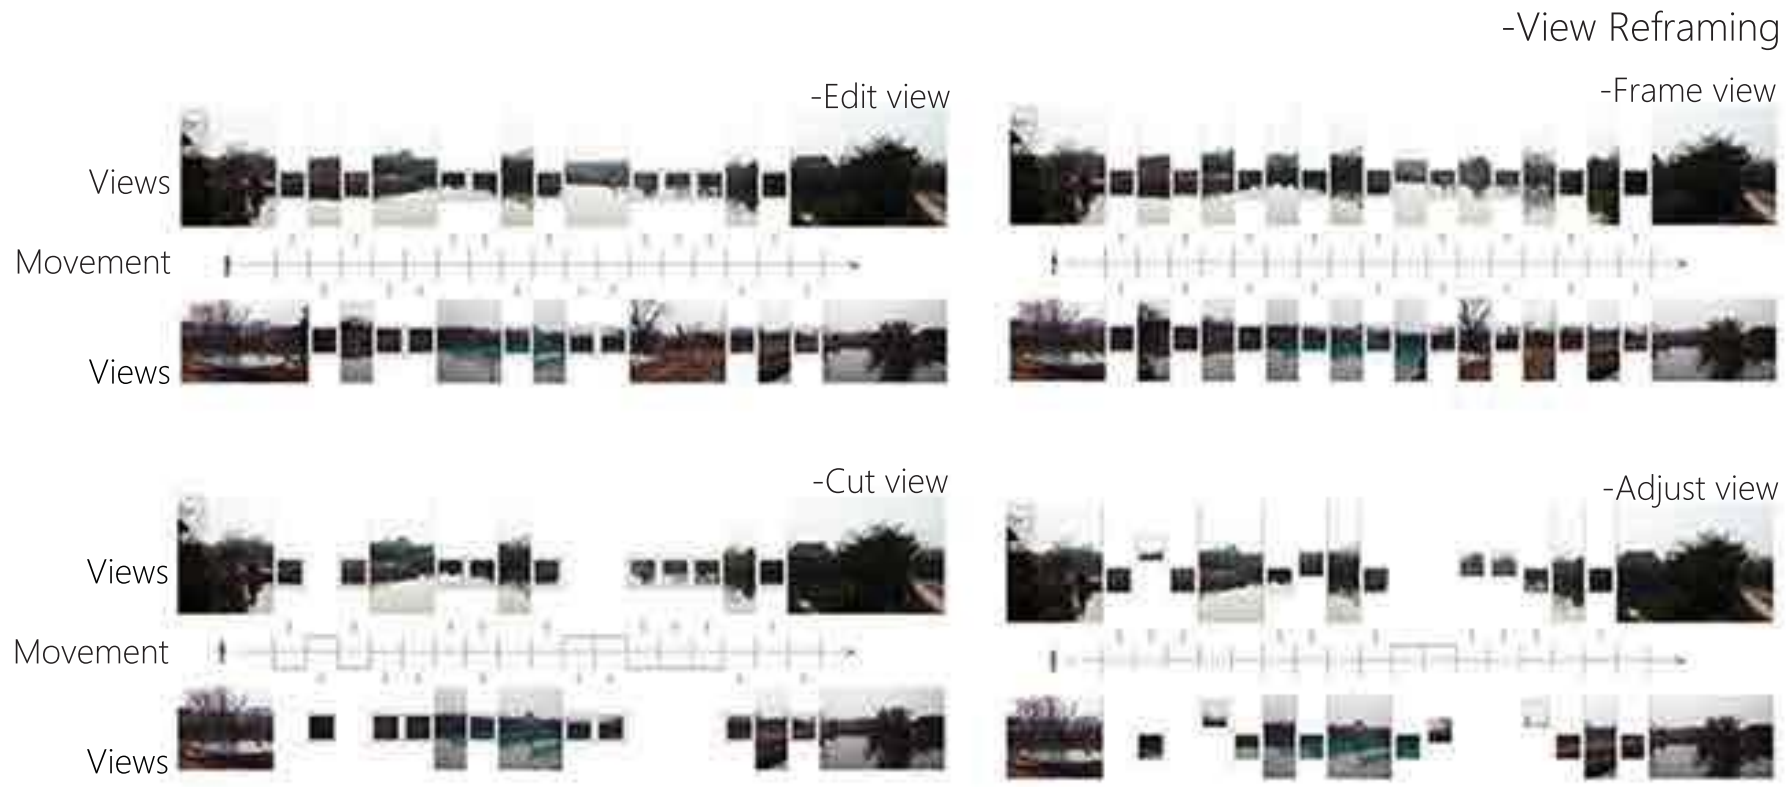 -View Reframing
-Edit view
-Frame view
Views
Movement
Views
-Cut view
-Adjust view
Views
Movement
Views